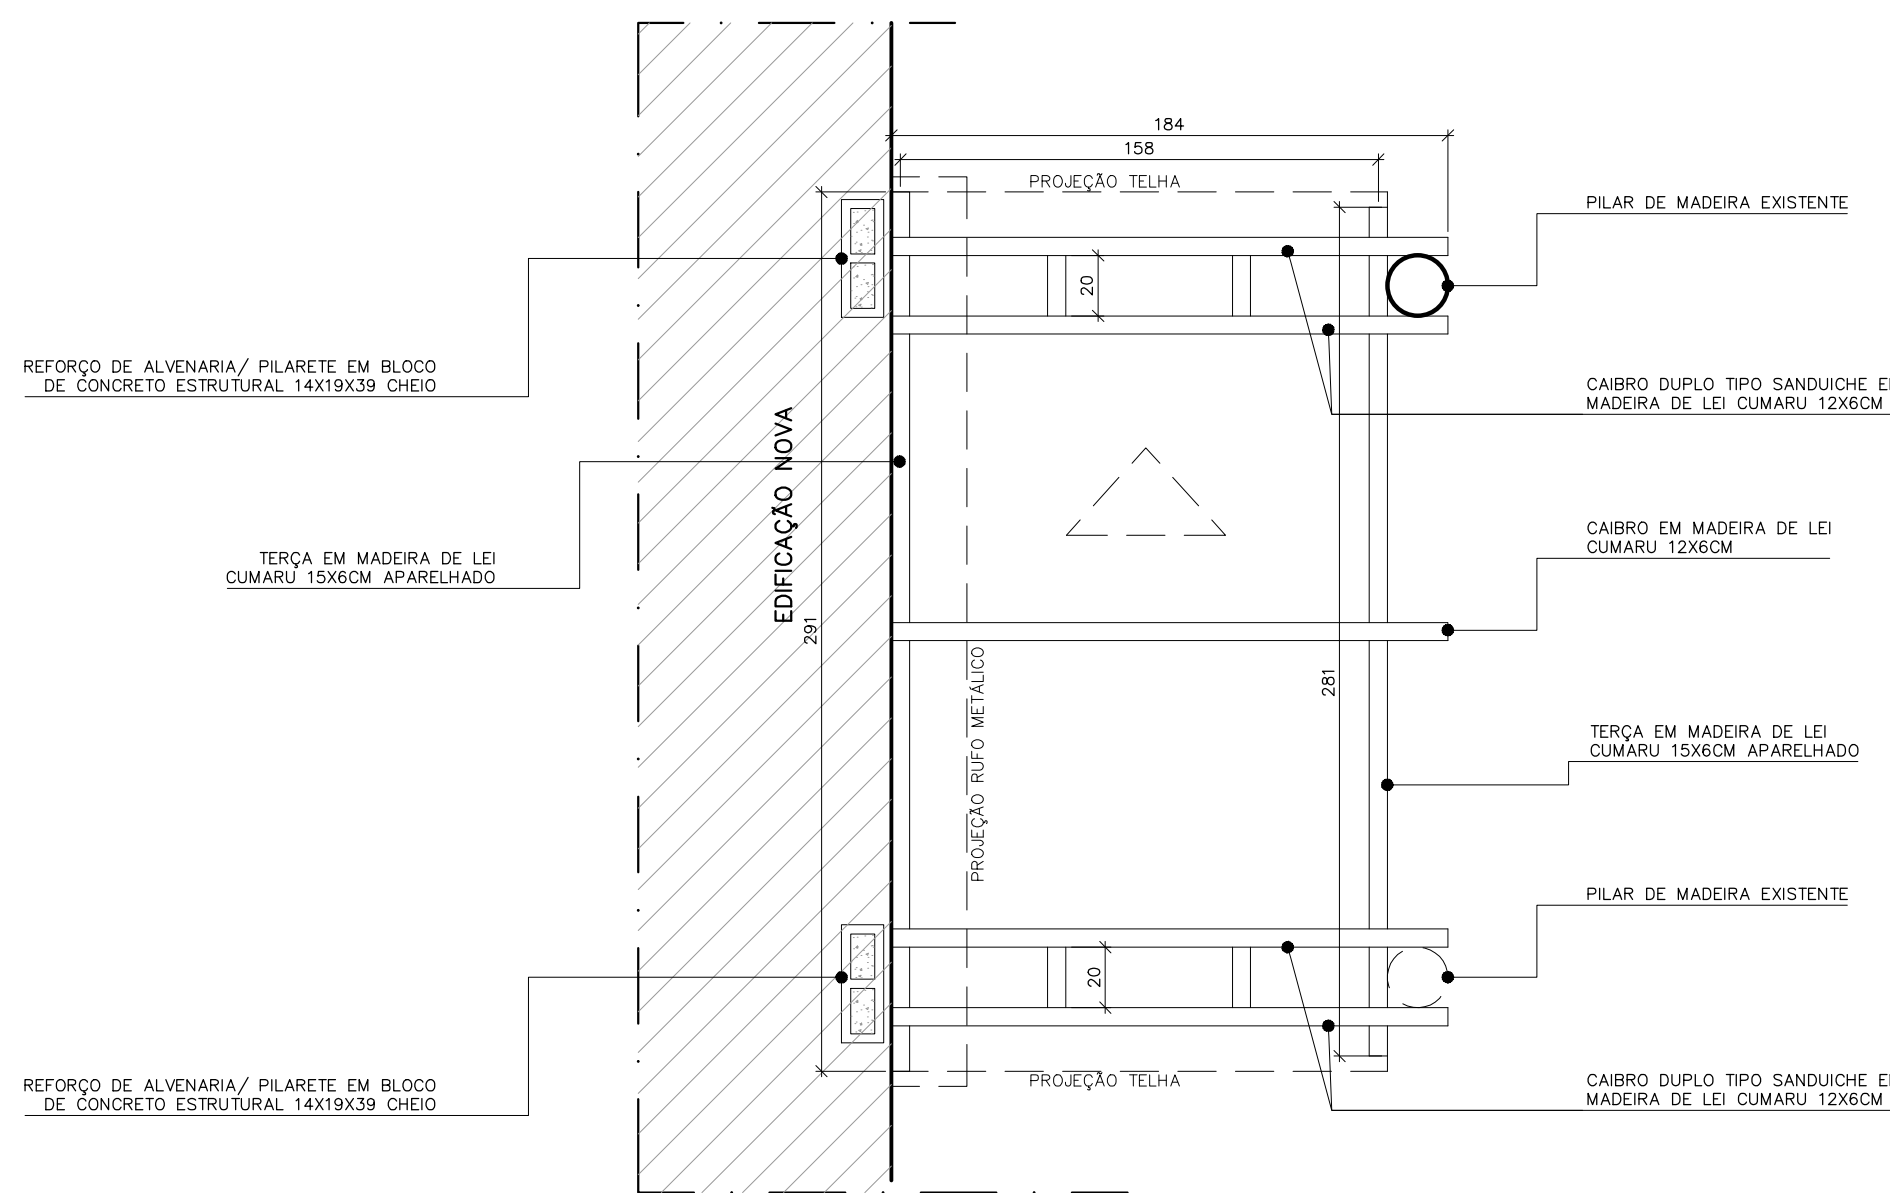 184
158
PROJEÇÃO TELHA
PILAR DE MADEIRA EXISTENTE
20
REFORÇO DE ALVENARIA/ PILARETE EM BLOCO
DE CONCRETO ESTRUTURAL 14X19X39 CHEIO
CAIBRO DUPLO TIPO SANDUICHE
MADEIRA DE LEI CUMARU 12X6CM
EDIFICAÇÃO NOVA
TERÇA EM MADEIRA DE LEI
CUMARU 15X6CM APARELHADO
CAIBRO EM MADEIRA DE LEI
CUMARU 12X6CM
291
281
PROJEÇÃO RUFO METÁLICO
TERÇA EM MADEIRA DE LEI
CUMARU 15X6CM APARELHADO
PILAR DE MADEIRA EXISTENTE
20
PROJEÇÃO TELHA
REFORÇO DE ALVENARIA/ PILARETE EM BLOCO
DE CONCRETO ESTRUTURAL 14X19X39 CHEIO
CAIBRO DUPLO TIPO SANDUICHE
MADEIRA DE LEI CUMARU 12X6CM